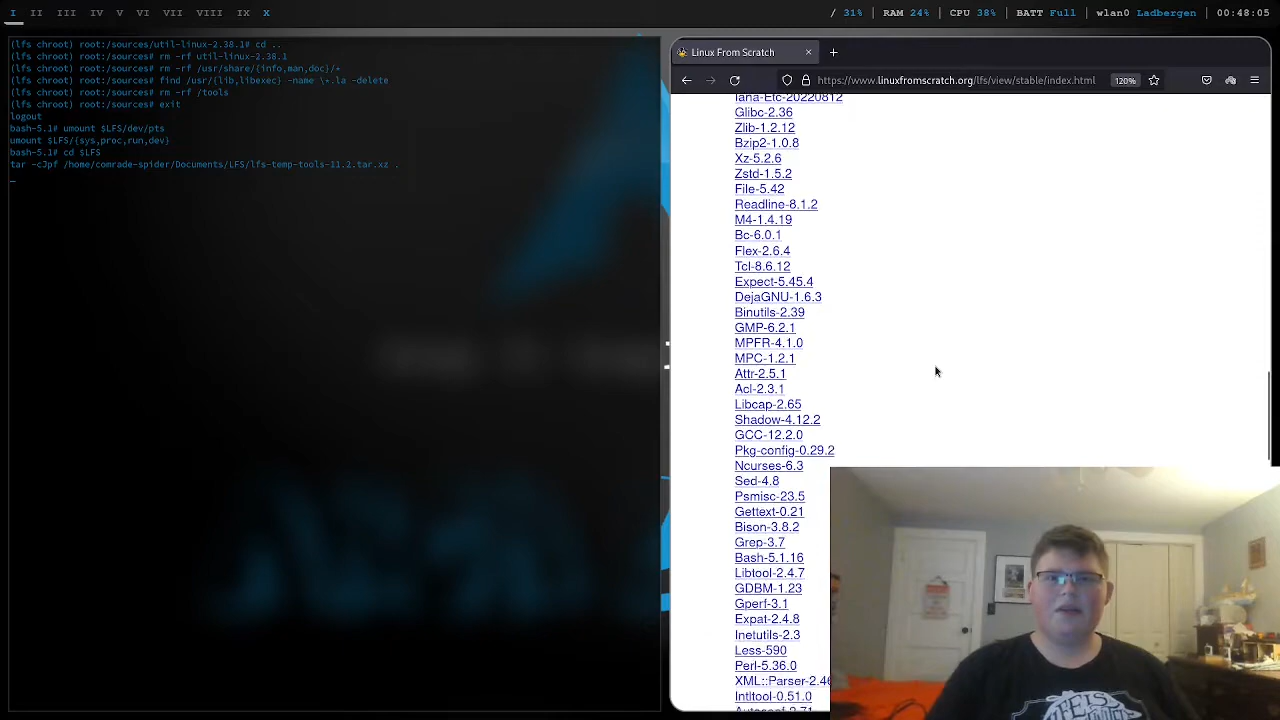 I II III IV V VI VII VIII IX X
/ 31% | RAM 24% | CPU 38% | BATT Full | wlan0 Ladbergen | 00:48:05
(lfs chroot) root:/sources/util-linux-2.38.1# cd ..
(lfs chroot) root:/sources# rm -rf util-linux-2.38.1
(lfs chroot) root:/sources# rm -rf /usr/share/{info,man,doc}/*
(lfs chroot) root:/sources# find /usr/{lib,libexec} -name \*.la -delete
(lfs chroot) root:/sources# rm -rf /tools
(lfs chroot) root:/sources# exit
logout
bash-5.1# umount $LFS/dev/pts
umount $LFS/{sys,proc,run,dev}
bash-5.1# cd $LFS
tar -cJpf /home/comrade-spider/Documents/LFS/lfs-temp-tools-11.2.tar.xz .
Linux From Scratch
https://www.linuxfromscratch.org/lfs/view/stable/index.html 120%
Iana-Etc-20220812
Glibc-2.36
Zlib-1.2.12
Bzip2-1.0.8
Xz-5.2.6
Zstd-1.5.2
File-5.42
Readline-8.1.2
M4-1.4.19
Bc-6.0.1
Flex-2.6.4
Tcl-8.6.12
Expect-5.45.4
DejaGNU-1.6.3
Binutils-2.39
GMP-6.2.1
MPFR-4.1.0
MPC-1.2.1
Attr-2.5.1
Acl-2.3.1
Libcap-2.65
Shadow-4.12.2
GCC-12.2.0
Pkg-config-0.29.2
Ncurses-6.3
Sed-4.8
Psmisc-23.5
Gettext-0.21
Bison-3.8.2
Grep-3.7
Bash-5.1.16
Libtool-2.4.7
GDBM-1.23
Gperf-3.1
Expat-2.4.8
Inetutils-2.3
Less-590
Perl-5.36.0
XML::Parser-2.46
Intltool-0.51.0
Autoconf-2.71